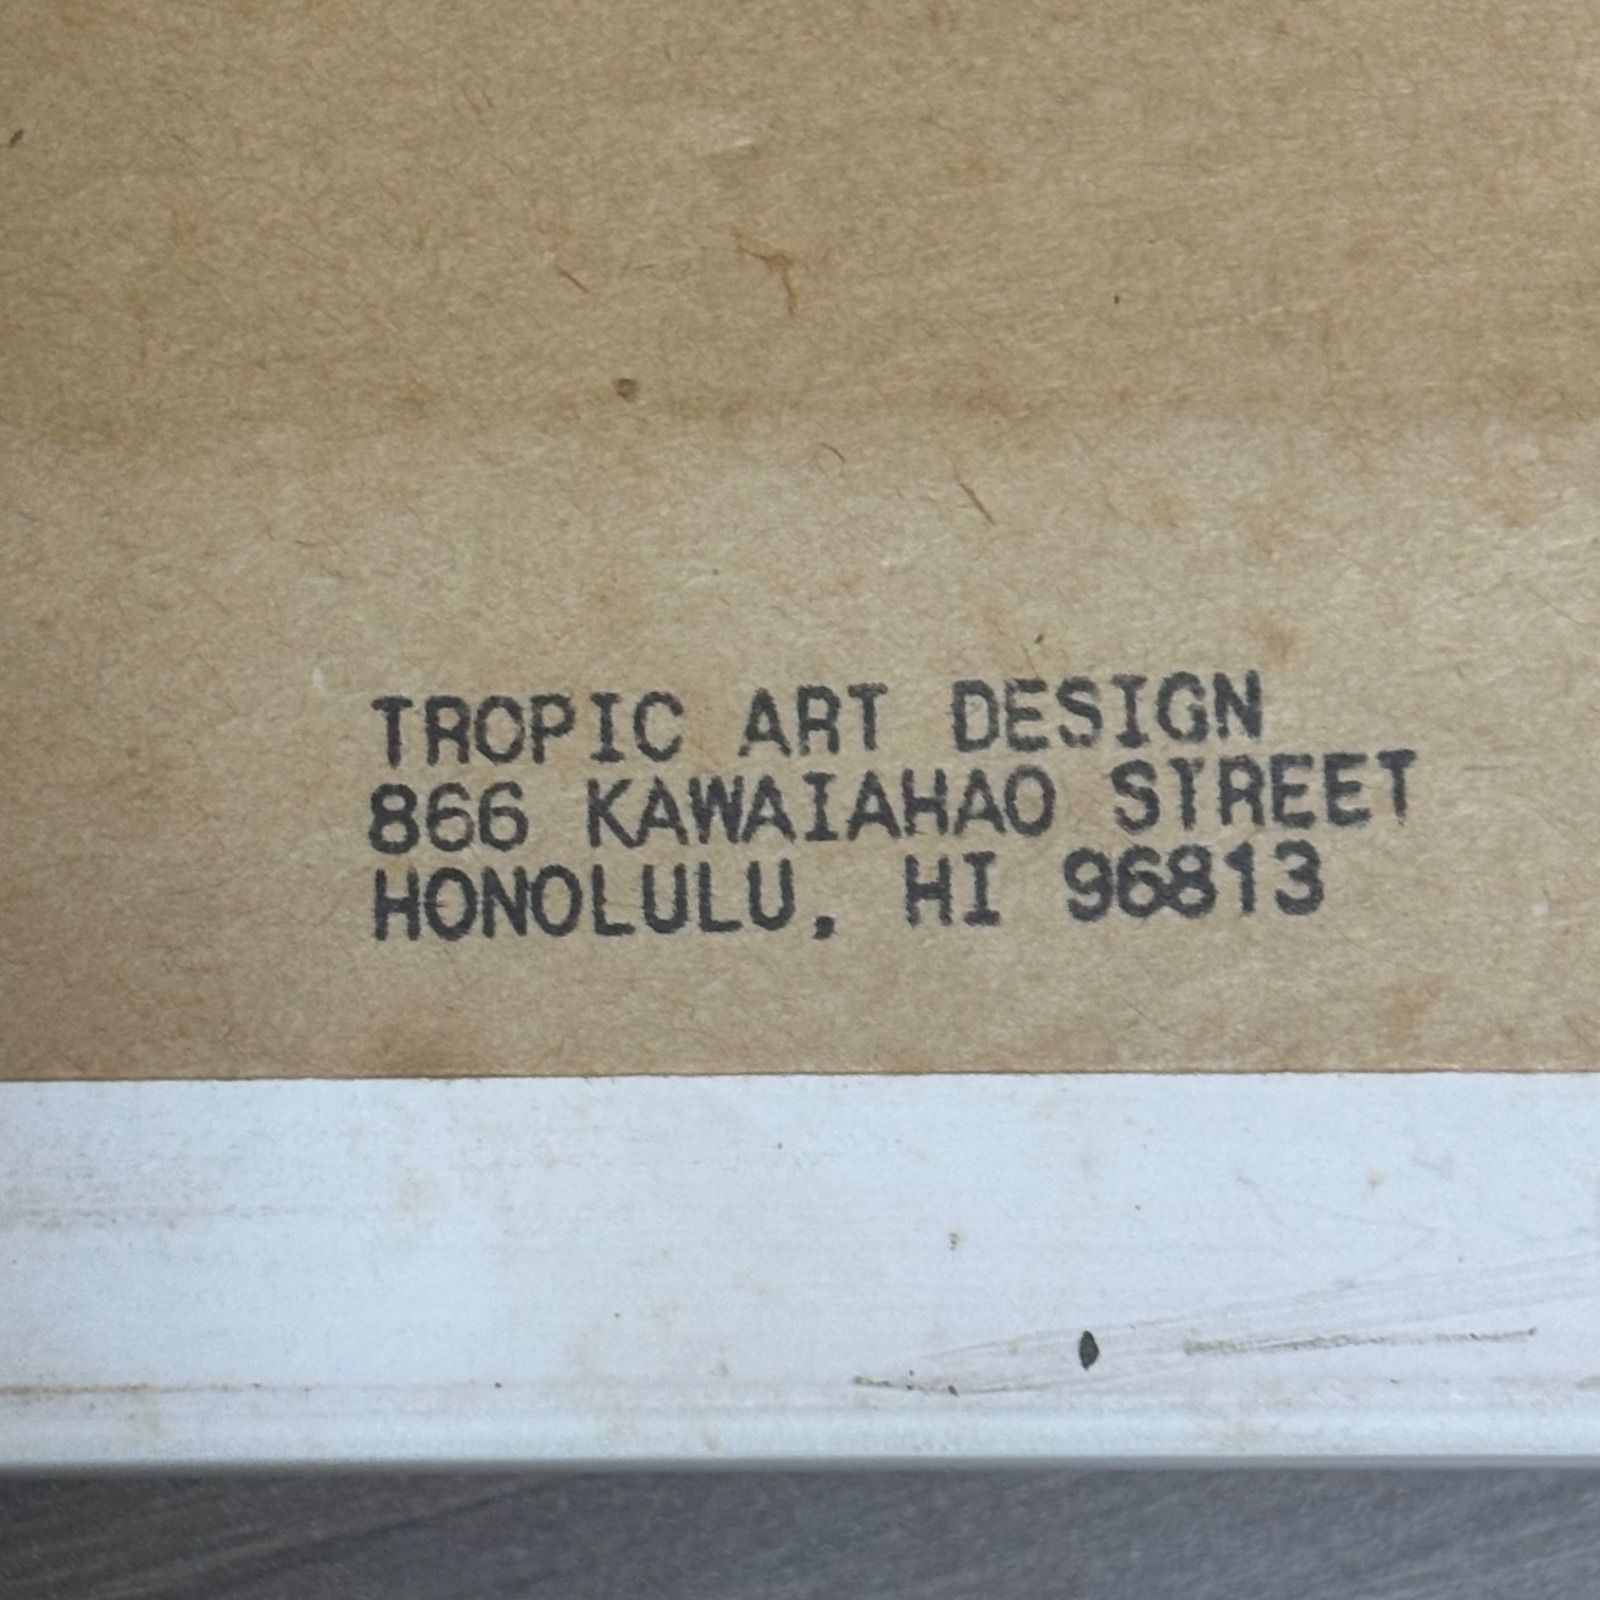 TROPIC ART DESIGN
866 KAWAIAHAO STREET
HONOLULU, HI 96813